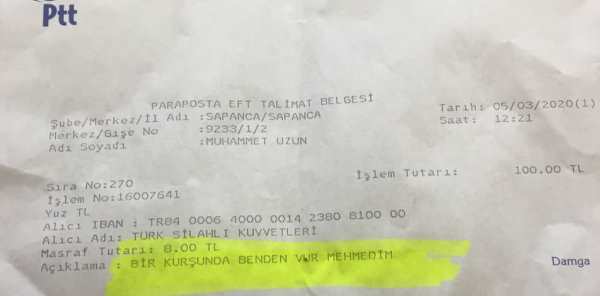 Ptt
PARAPOSTA EFT TALİMAT BELGESİ
Şube/Merkez/İl Adı :SAPANCA/SAPANCA
Tarih: 05/03/2020(1)
Merkez/Gişe No :9233/1/2
Saat: 12:21
Adı Soyadı :MUHAMMET UZUN
Sıra No:270
İşlem Tutarı: 100.00 TL
İşlem No:16007641
Yuz TL
Alıcı IBAN : TR84 0006 4000 0014 2380 8100 00
Alıcı Adı: TÜRK SİLAHLI KUVVETLERİ
Masraf Tutarı: 8.00 TL
Açıklama : BİR KURŞUNDA BENDEN VUR MEHMEDİM
Damga